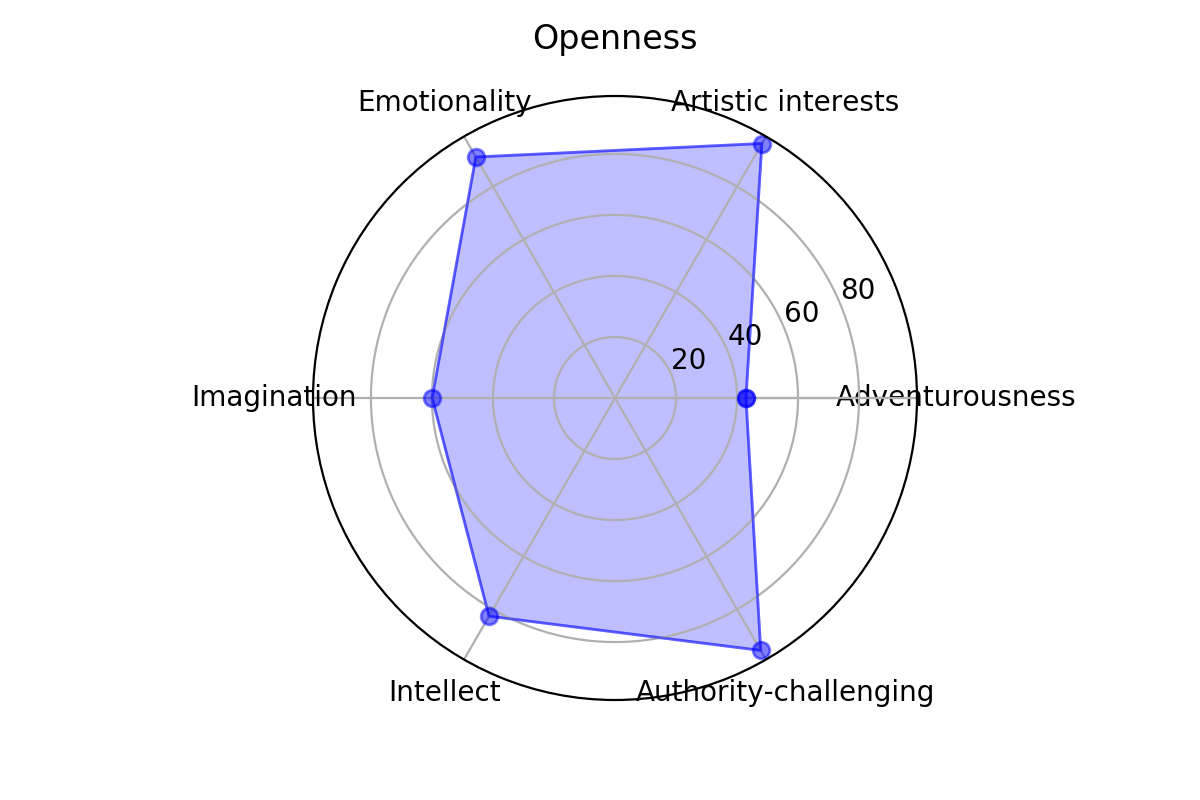 Openness
Emotionality
Artistic interests
80
60
40
20
Imagination
Adventurousness
Intellect
Authority-challenging